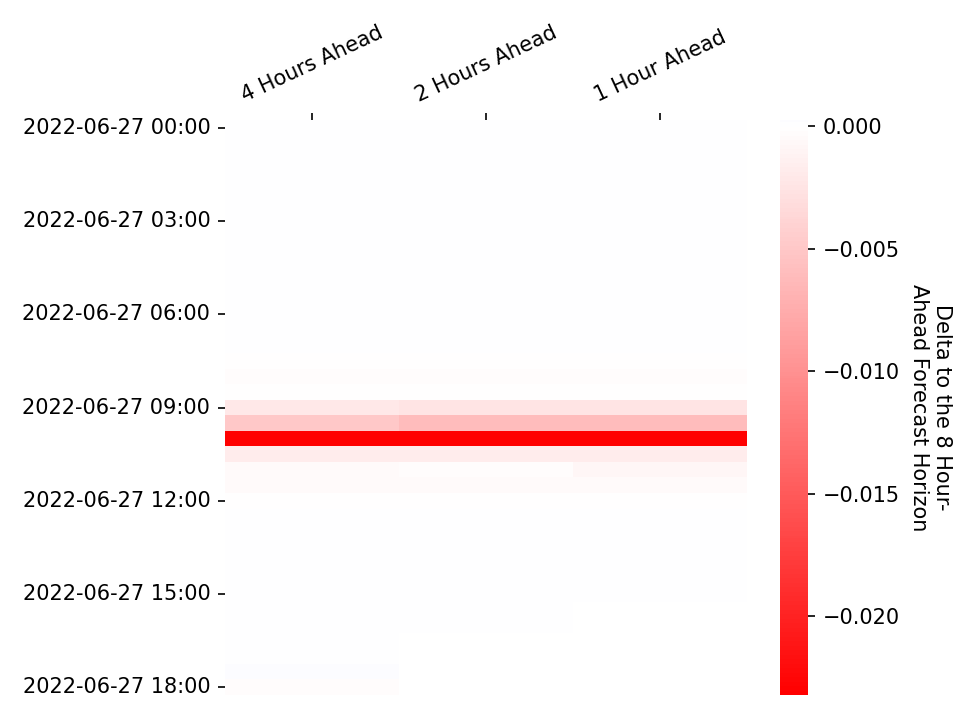 4 Hours Ahead
2 Hours Ahead
1 Hour Ahead
2022-06-27 00:00
2022-06-27 03:00
2022-06-27 06:00
2022-06-27 09:00
2022-06-27 12:00
2022-06-27 15:00
2022-06-27 18:00
0.000
−0.005
−0.010
−0.015
−0.020
Delta to the 8 Hour-
Ahead Forecast Horizon